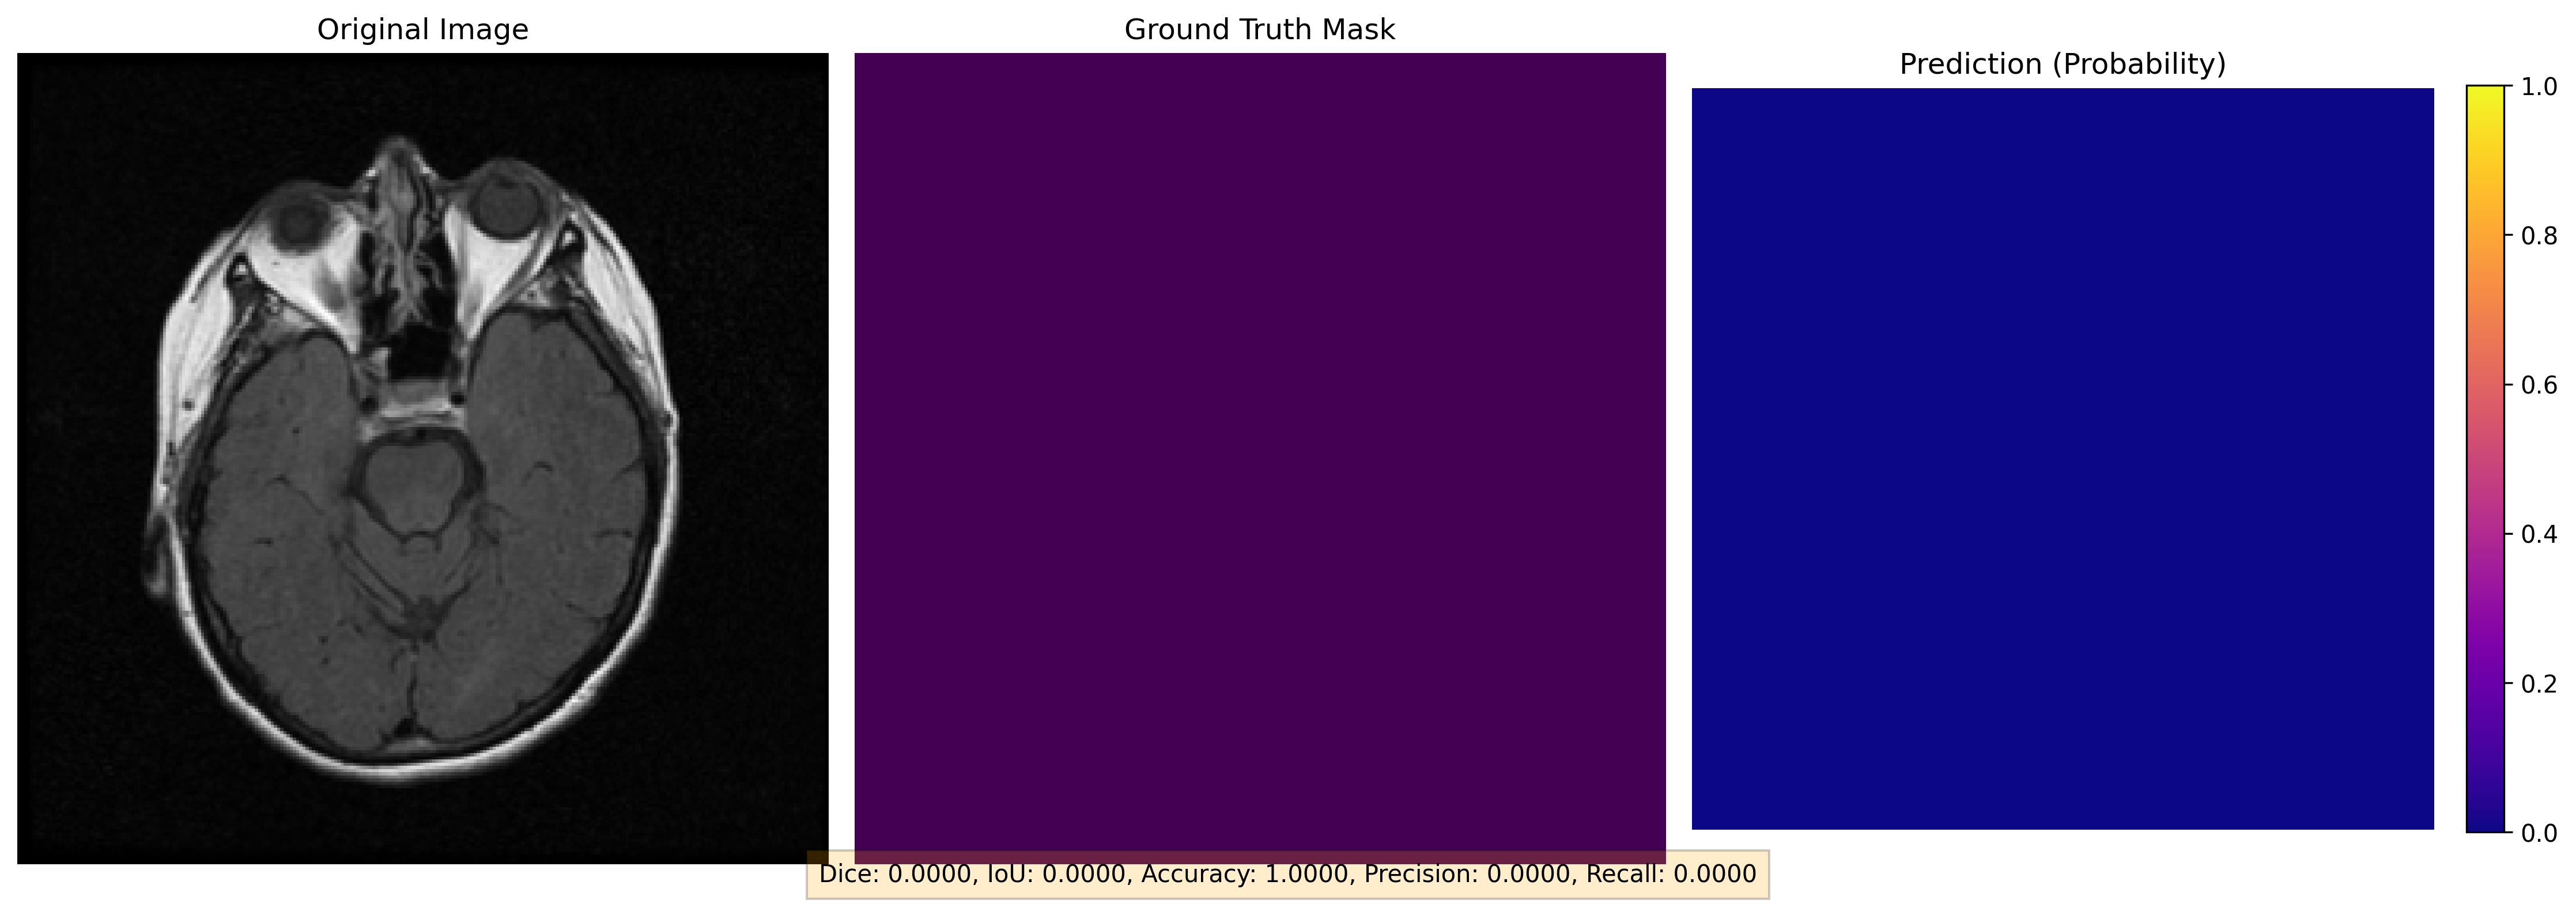 Original Image
Ground Truth Mask
Prediction (Probability)
1.0
0.8
0.6
0.4
0.2
0.0
Dice: 0.0000, IoU: 0.0000, Accuracy: 1.0000, Precision: 0.0000, Recall: 0.0000